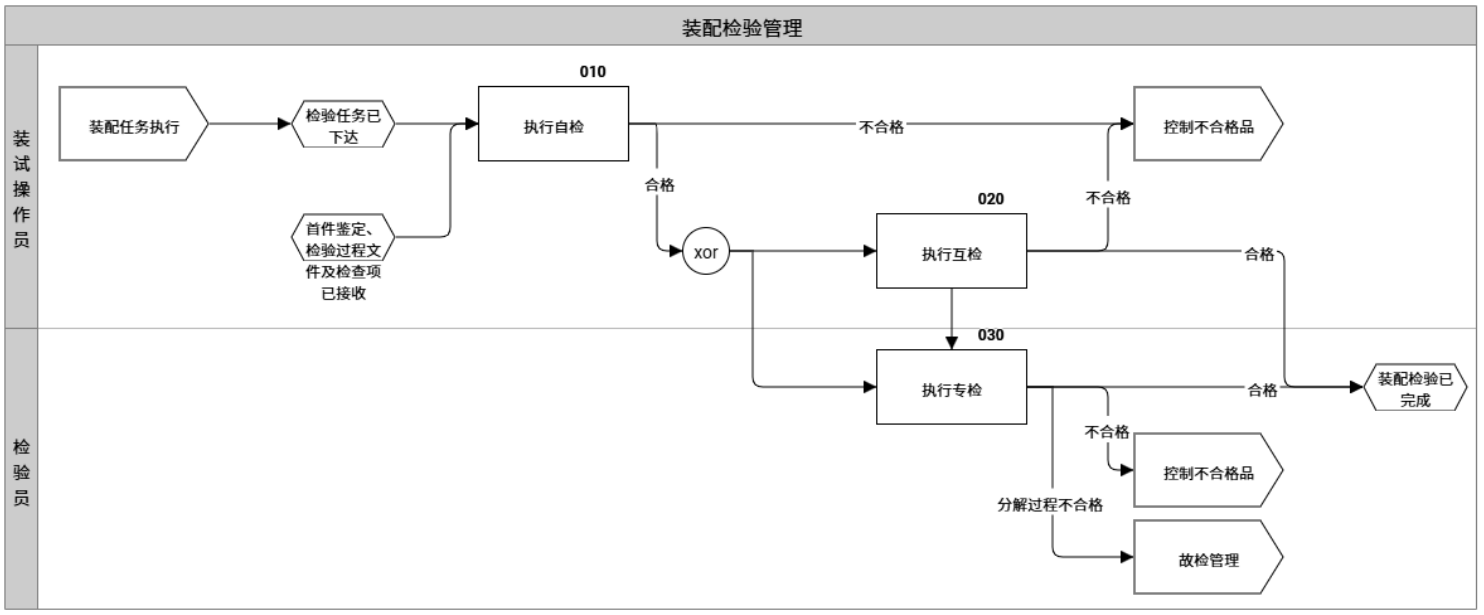 装配检验管理
装试操作员
010
装配任务执行
检验任务已
下达
执行自检
不合格
控制不合格品
合格
不合格
020
首件鉴定、
检验过程文
件及检查项
已接收
xor
执行互检
合格
检验员
030
执行专检
合格
装配检验已
完成
不合格
控制不合格品
分解过程不合格
故检管理